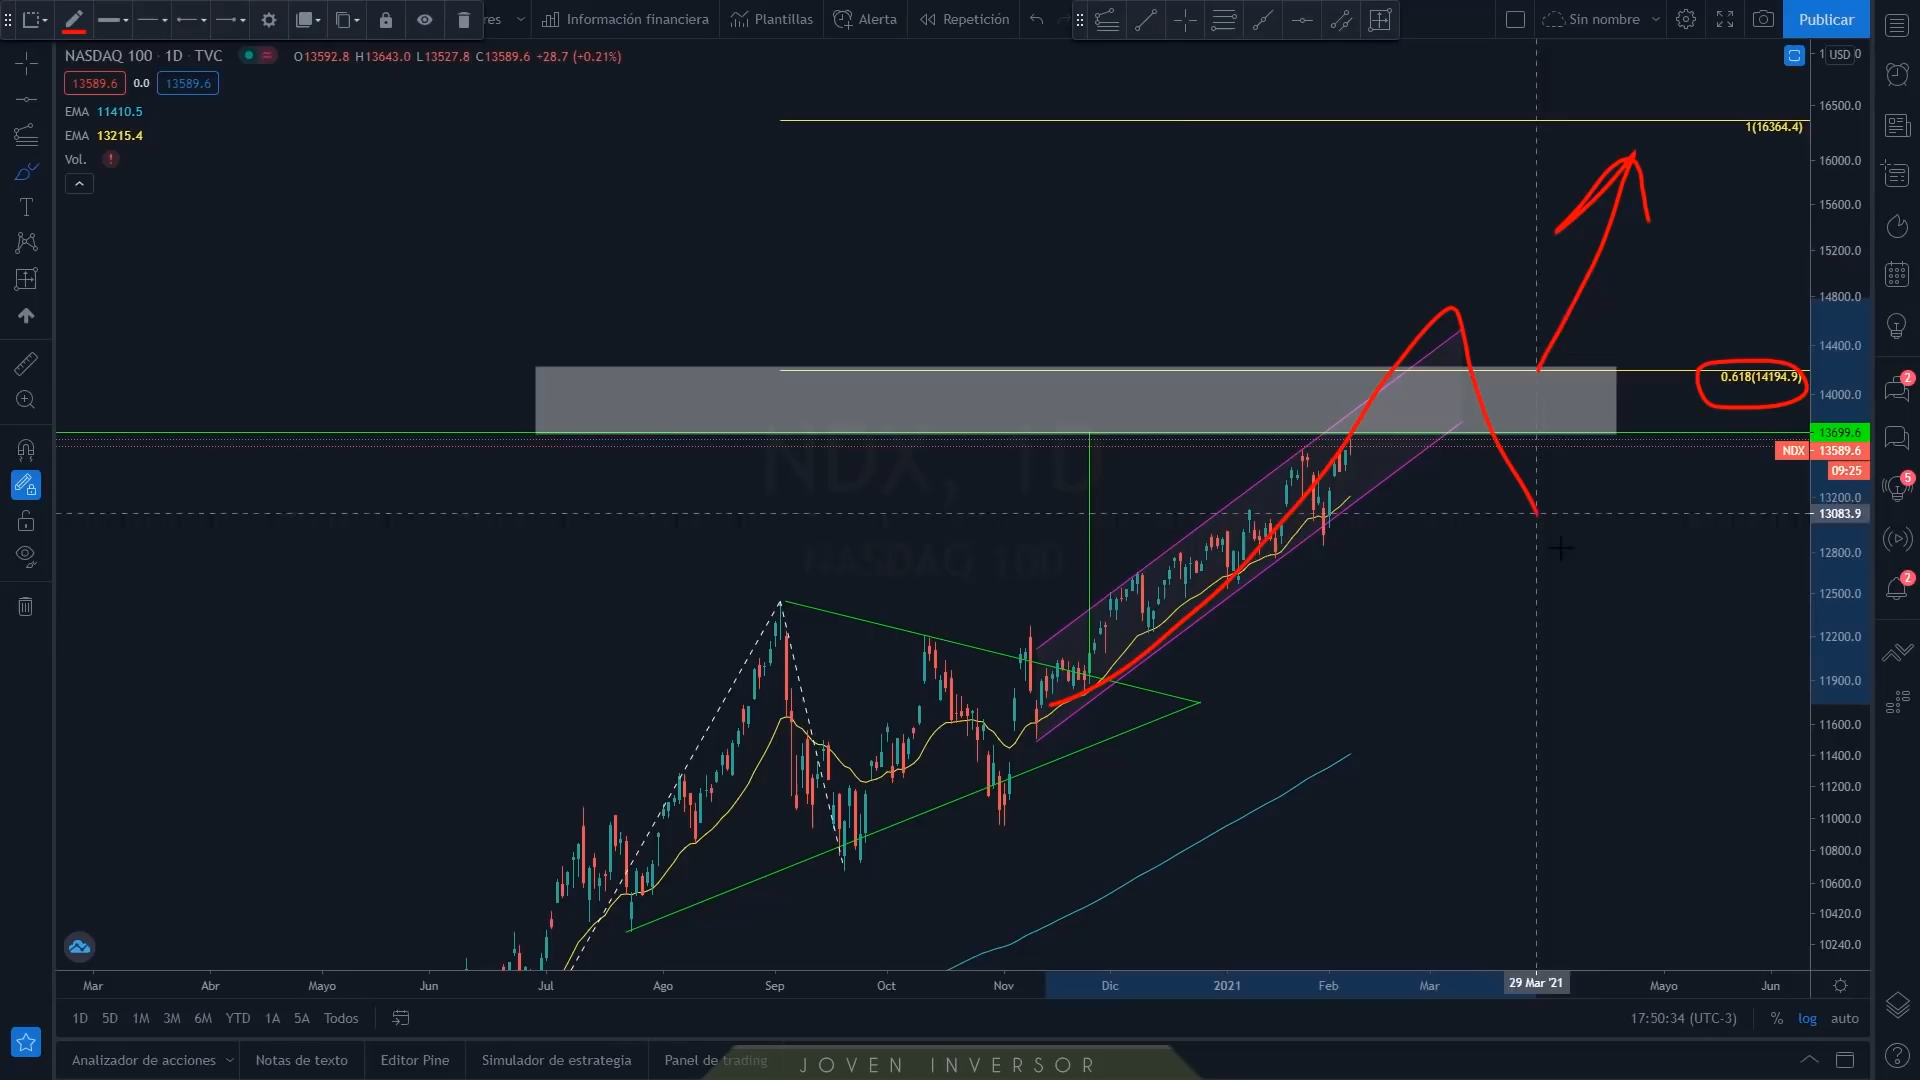 res
Información financiera
Plantillas
Alerta
Repetición
Sin nombre
Publicar
NASDAQ 100 · 1D · TVC
O13592.8 H13643.0 L13527.8 C13589.6 +28.7 (+0.21%)
USD
13589.6 0.0 13589.6
EMA 11410.5
EMA 13215.4
Vol. !
1(16364.4)
0.618(14194.9)
NDX, 1D
NASDAQ 100
16500.0
16000.0
15600.0
15200.0
14800.0
14400.0
14000.0
13699.6
NDX 13589.6
09:25
13200.0
13083.9
12800.0
12500.0
12200.0
11900.0
11600.0
11400.0
11200.0
11000.0
10800.0
10600.0
10420.0
10240.0
2
5
2
Mar Abr Mayo Jun Jul Ago Sep Oct Nov Dic 2021 Feb Mar 29 Mar '21 Mayo Jun
1D 5D 1M 3M 6M YTD 1A 5A Todos
17:50:34 (UTC-3) % log auto
Analizador de acciones Notas de texto Editor Pine Simulador de estrategia Panel de trading
JOVEN INVERSOR